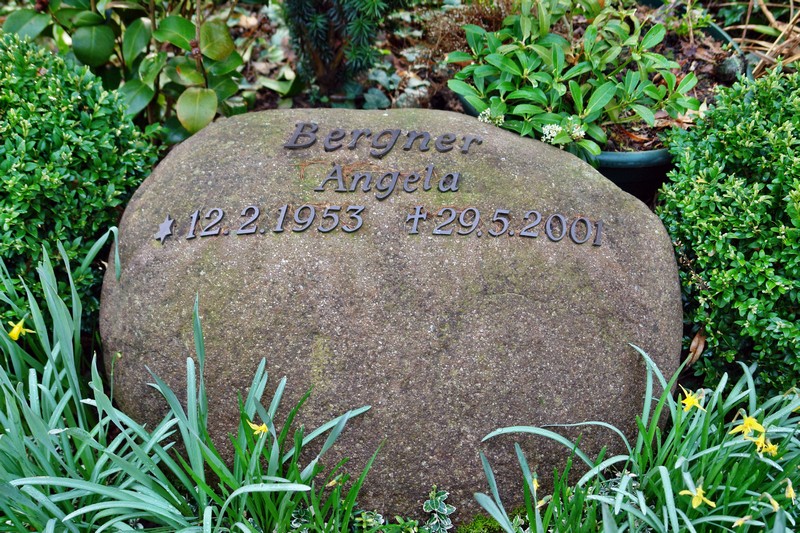 Bergner
Angela
* 12.2.1953 † 29.5.2001